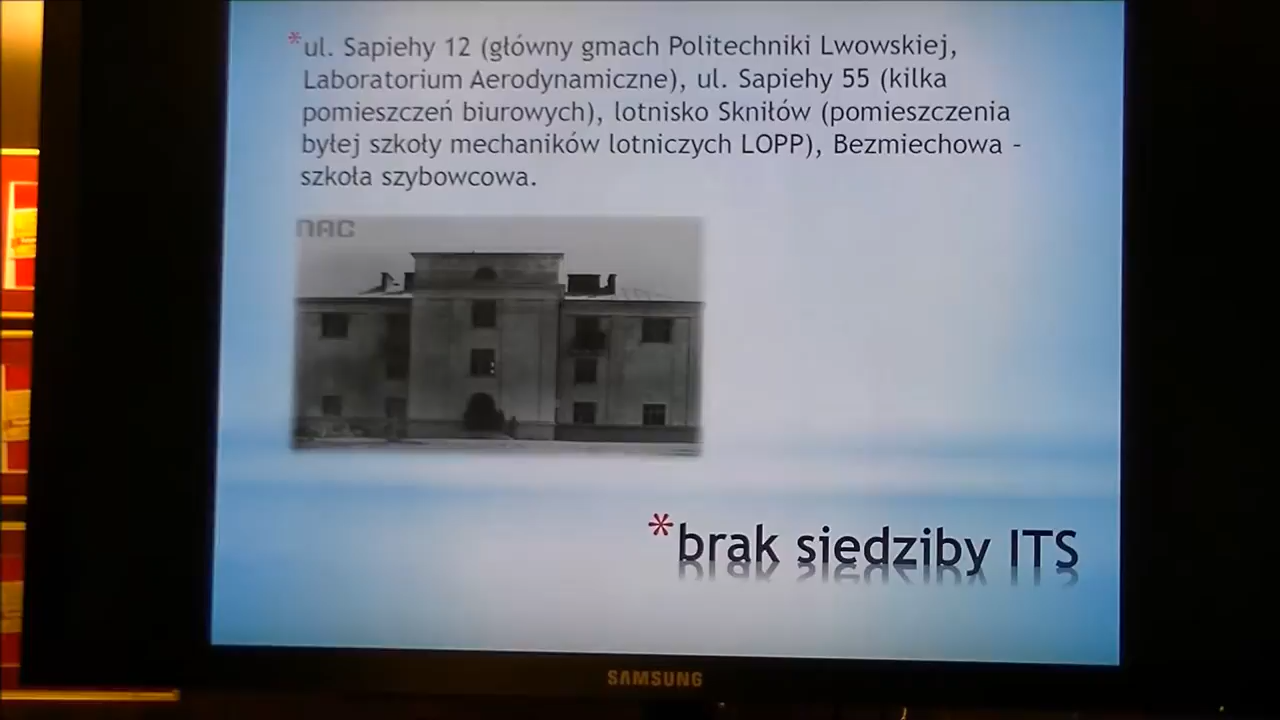 *ul. Sapiehy 12 (główny gmach Politechniki Lwowskiej,
Laboratorium Aerodynamiczne), ul. Sapiehy 55 (kilka
pomieszczeń biurowych), lotnisko Skniłów (pomieszczenia
byłej szkoły mechaników lotniczych LOPP), Bezmiechowa –
szkoła szybowcowa.
NAC
*brak siedziby ITS
SAMSUNG